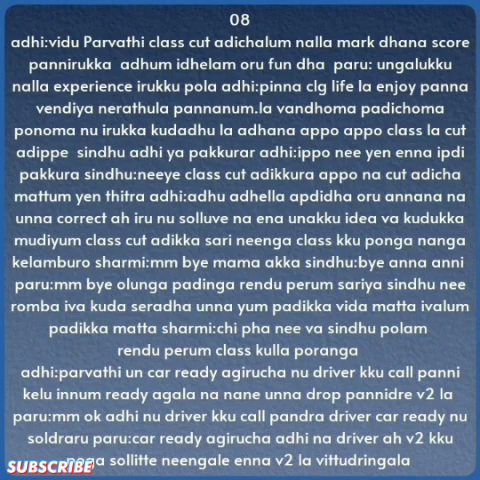 08
adhi:vidu Parvathi class cut adichalum nalla mark dhana score
pannirukka adhum idhelam oru fun dha paru: ungalukku
nalla experience irukku pola adhi:pinna clg life la enjoy panna
vendiya nerathula pannanum.la vandhoma padichoma
ponoma nu irukka kudadhu la adhana appo appo class la cut
adippe sindhu adhi ya pakkurar adhi:ippo nee yen enna ipdi
pakkura sindhu:neeye class cut adikkura appo na cut adicha
mattum yen thitra adhi:adhu adhella apdidha oru annana na
unna correct ah iru nu solluve na ena unakku idea va kudukka
mudiyum class cut adikka sari neenga class kku ponga nanga
kelamburo sharmi:mm bye mama akka sindhu:bye anna anni
paru:mm bye olunga padinga rendu perum sariya sindhu nee
romba iva kuda seradha unna yum padikka vida matta ivalum
padikka matta sharmi:chi pha nee va sindhu polam
rendu perum class kulla poranga
adhi:parvathi un car ready agirucha nu driver kku call panni
kelu innum ready agala na nane unna drop pannidre v2 la
paru:mm ok adhi nu driver kku call pandra driver car ready nu
soldraru paru:car ready agirucha adhi na driver ah v2 kku
sollitte neengale enna v2 la vittudringala
SUBSCRIBE